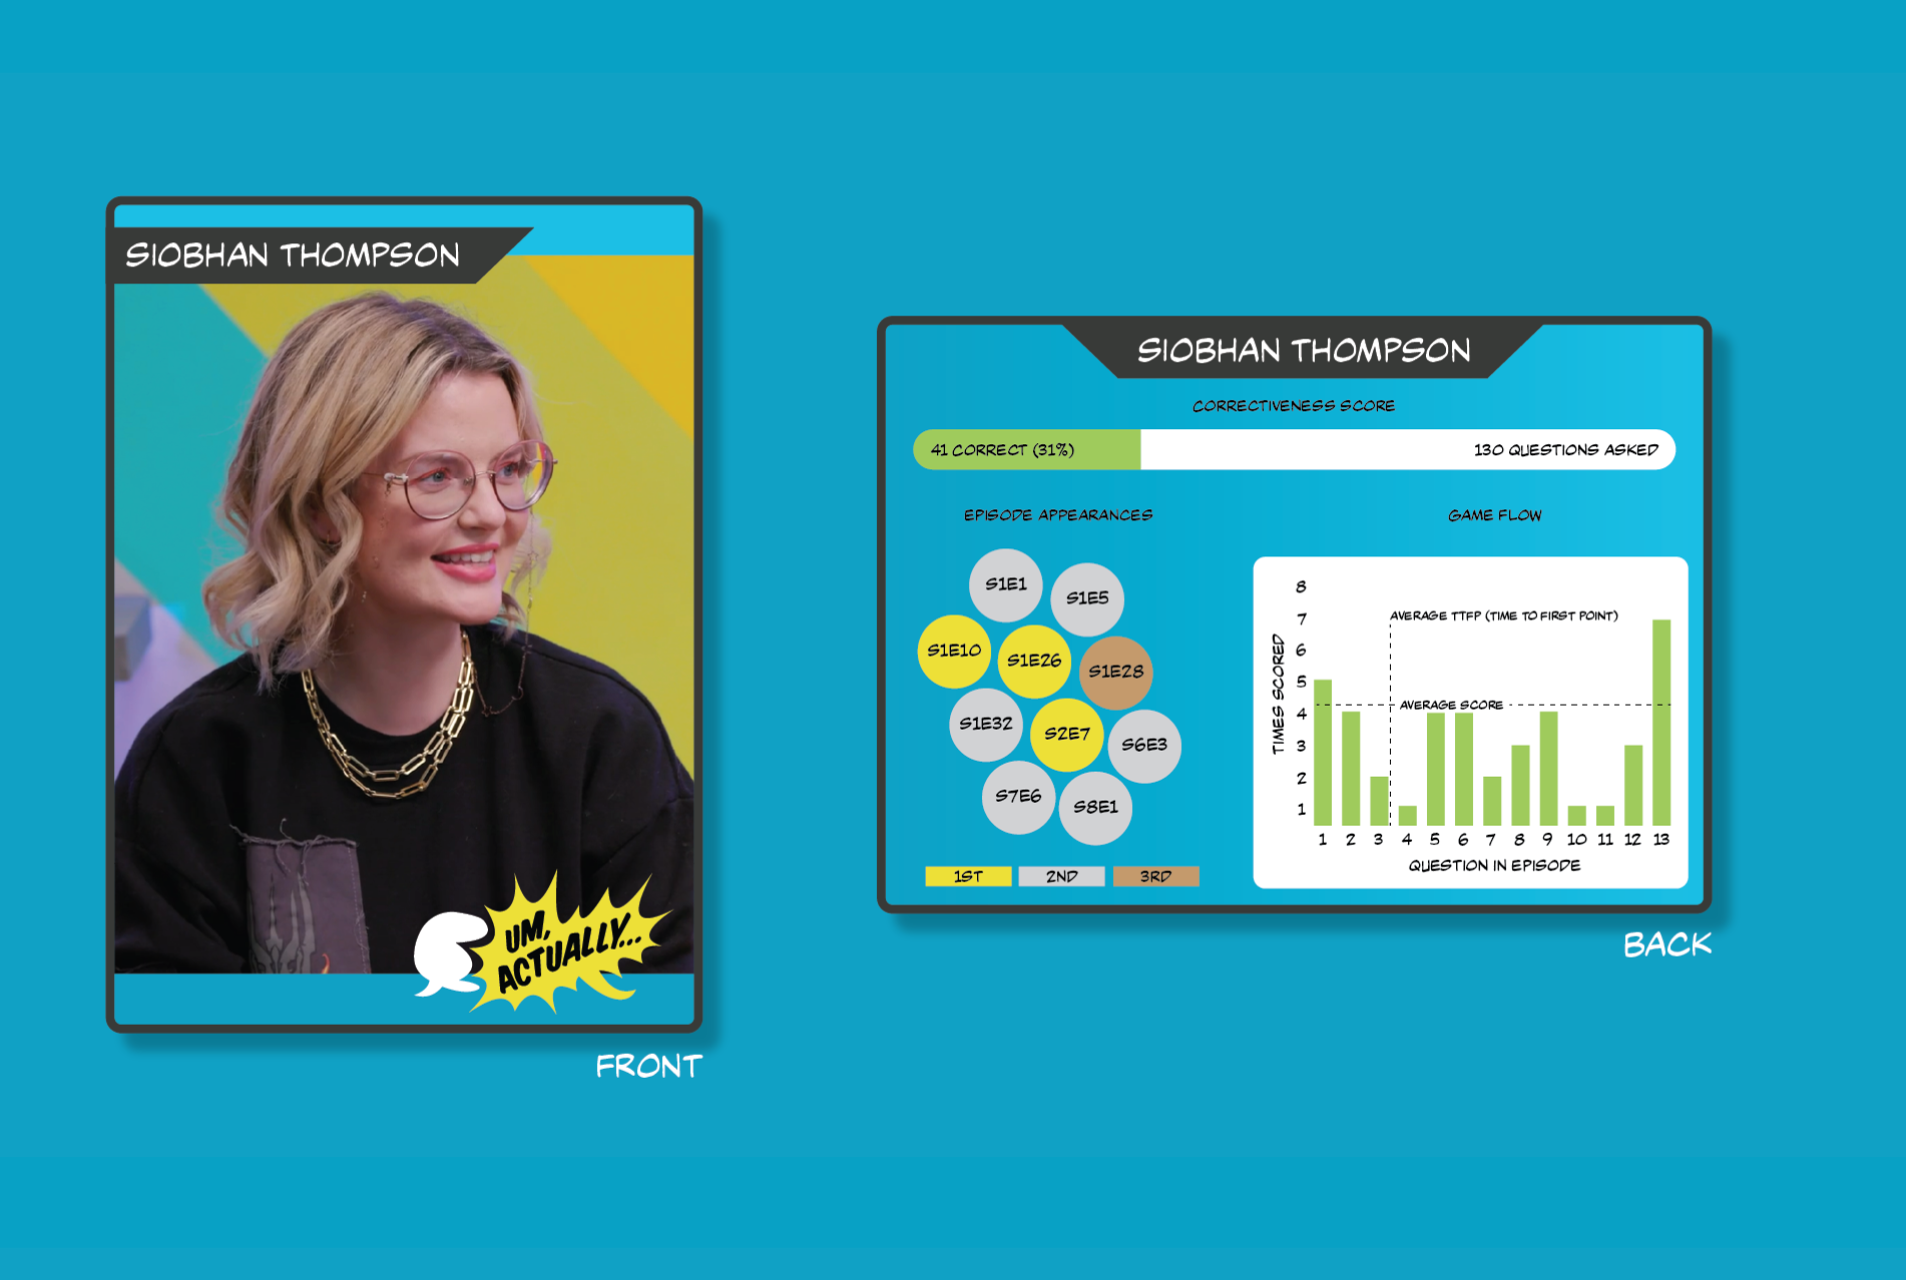 SIOBHAN THOMPSON
UM,
ACTUALLY...
FRONT
SIOBHAN THOMPSON
CORRECTIVENESS SCORE
41 CORRECT (31%)
130 QUESTIONS ASKED
EPISODE APPEARANCES
S1E1
S1E5
S1E10
S1E26
S1E28
S1E32
S2E7
S6E3
S7E6
S8E1
1ST
2ND
3RD
GAME FLOW
TIMES SCORED
8
7
6
5
4
3
2
1
AVERAGE TTFP (TIME TO FIRST POINT)
AVERAGE SCORE
1 2 3 4 5 6 7 8 9 10 11 12 13
QUESTION IN EPISODE
BACK